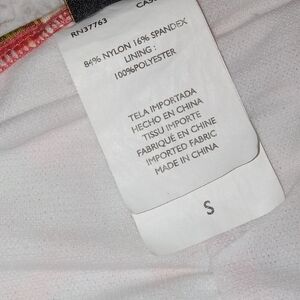 RN37763
84% NYLON 16% SPANDEX
LINING :
100%POLYESTER
TELA IMPORTADA
HECHO EN CHINA
TISSU IMPORTE
FABRIQUÉ EN CHINE
IMPORTED FABRIC
MADE IN CHINA
S